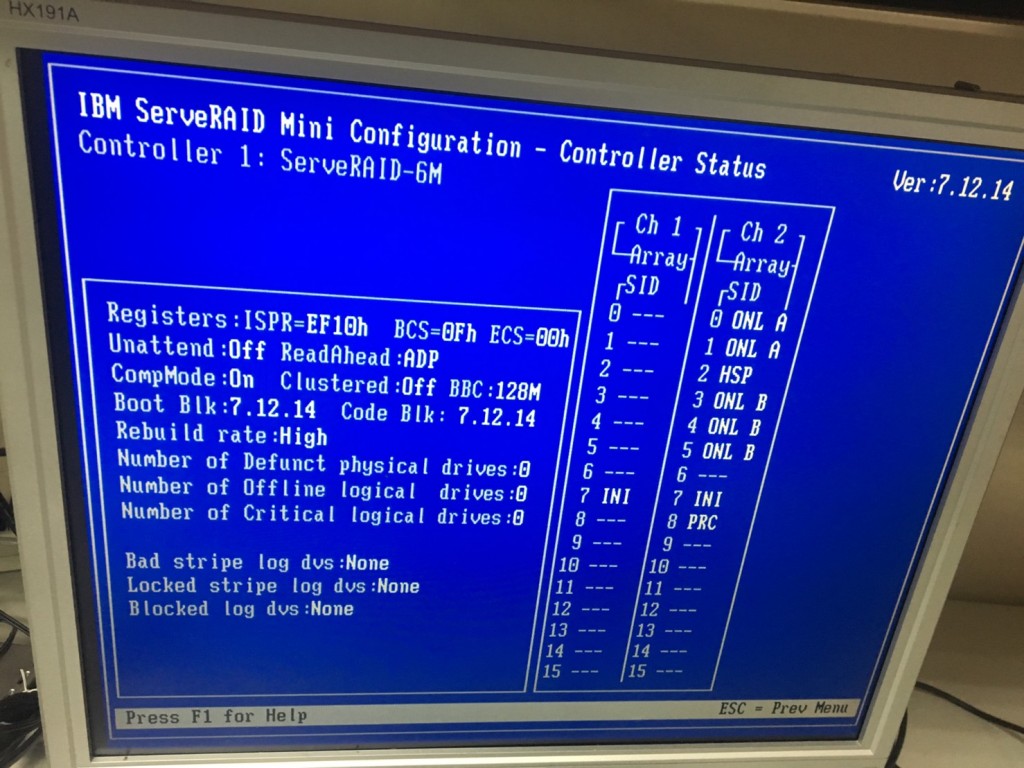 HX191A
IBM ServeRAID Mini Configuration - Controller Status
Controller 1: ServeRAID-6M
Ver:7.12.14
Registers:ISPR=EF10h BCS=0Fh ECS=00h
Unattend:Off ReadAhead:ADP
CompMode:On Clustered:Off BBC:128M
Boot Blk:7.12.14 Code Blk: 7.12.14
Rebuild rate:High
Number of Defunct physical drives:0
Number of Offline logical drives:0
Number of Critical logical drives:0
Bad stripe log dvs:None
Locked stripe log dvs:None
Blocked log dvs:None
Ch 1 Ch 2
Array Array
SID SID
0 --- 0 ONL A
1 --- 1 ONL A
2 --- 2 HSP
3 --- 3 ONL B
4 --- 4 ONL B
5 --- 5 ONL B
6 --- 6 ---
7 INI 7 INI
8 --- 8 PRC
9 --- 9 ---
10 --- 10 ---
11 --- 11 ---
12 --- 12 ---
13 --- 13 ---
14 --- 14 ---
15 --- 15 ---
Press F1 for Help ESC = Prev Menu